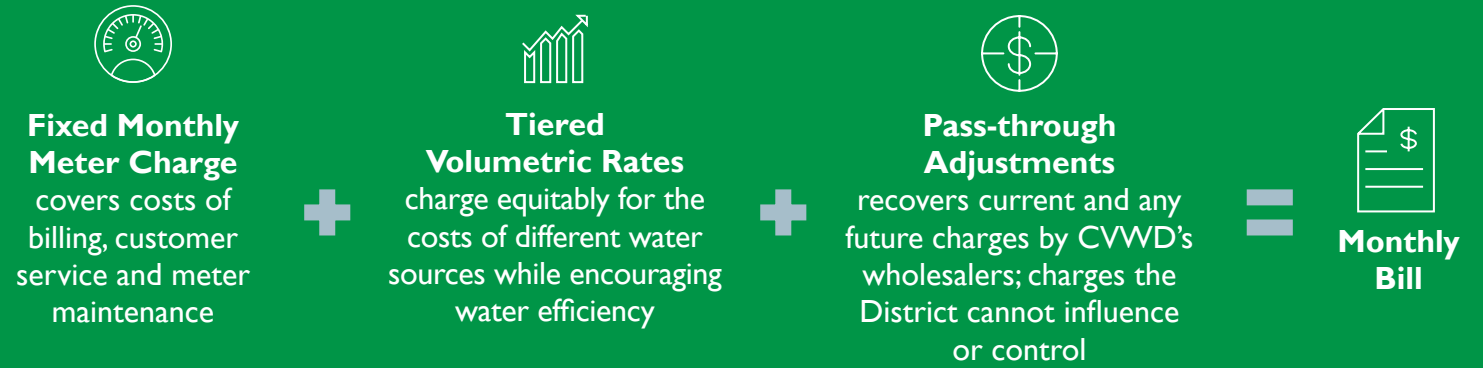 Fixed Monthly
Meter Charge
covers costs of
billing, customer
service and meter
maintenance
+
Tiered
Volumetric Rates
charge equitably for the
costs of different water
sources while encouraging
water efficiency
+
$
Pass-through
Adjustments
recovers current and any
future charges by CVWD’s
wholesalers; charges the
District cannot influence
or control
=
$
Monthly
Bill